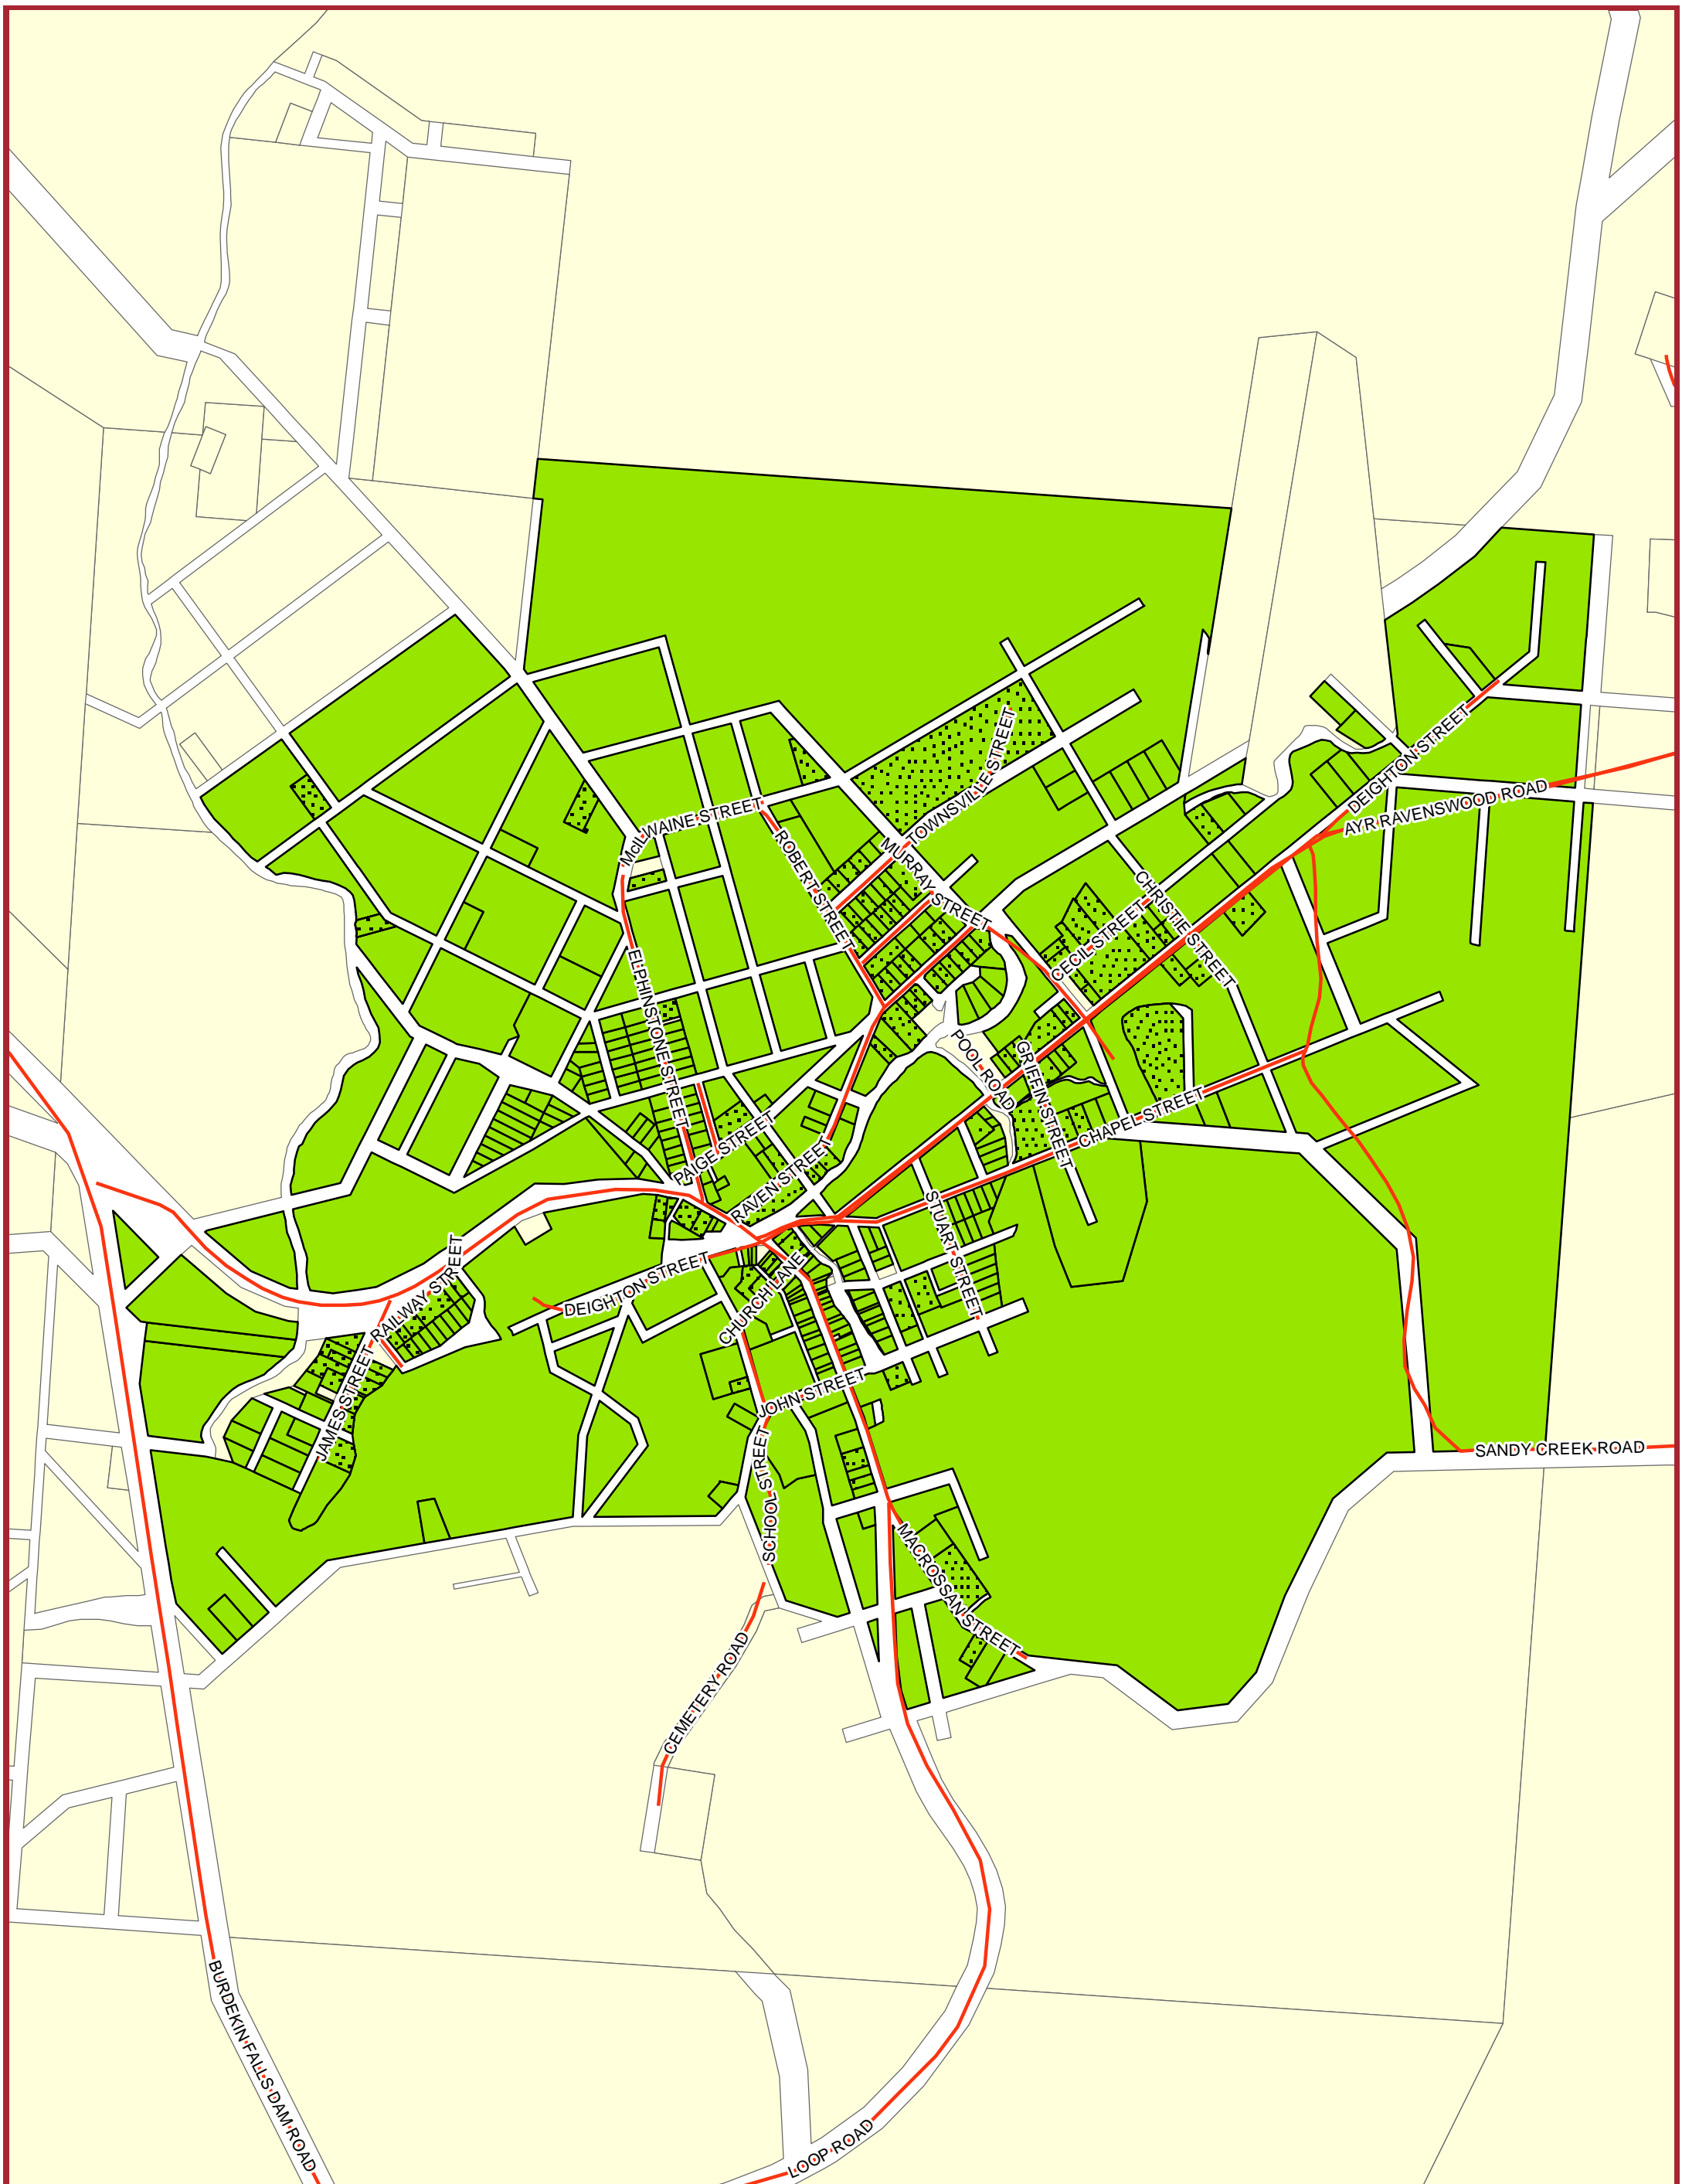 TOWNSVILLE STREET
DEIGHTON STREET
AYR RAVENSWOOD ROAD
McILWAINE STREET
ROBERT STREET
MURRAY STREET
CHRISTIE STREET
CECIL STREET
ELPHINSTONE STREET
POOL ROAD
GRIFFIN STREET
CHAPEL STREET
PAIGE STREET
RAVEN STREET
STUART STREET
RAILWAY STREET
DEIGHTON STREET
CHURCH LANE
JAMES STREET
JOHN STREET
SCHOOL STREET
SANDY CREEK ROAD
MACROSSAN STREET
CEMETERY ROAD
BURDEKIN FALLS DAM ROAD
LOOP ROAD